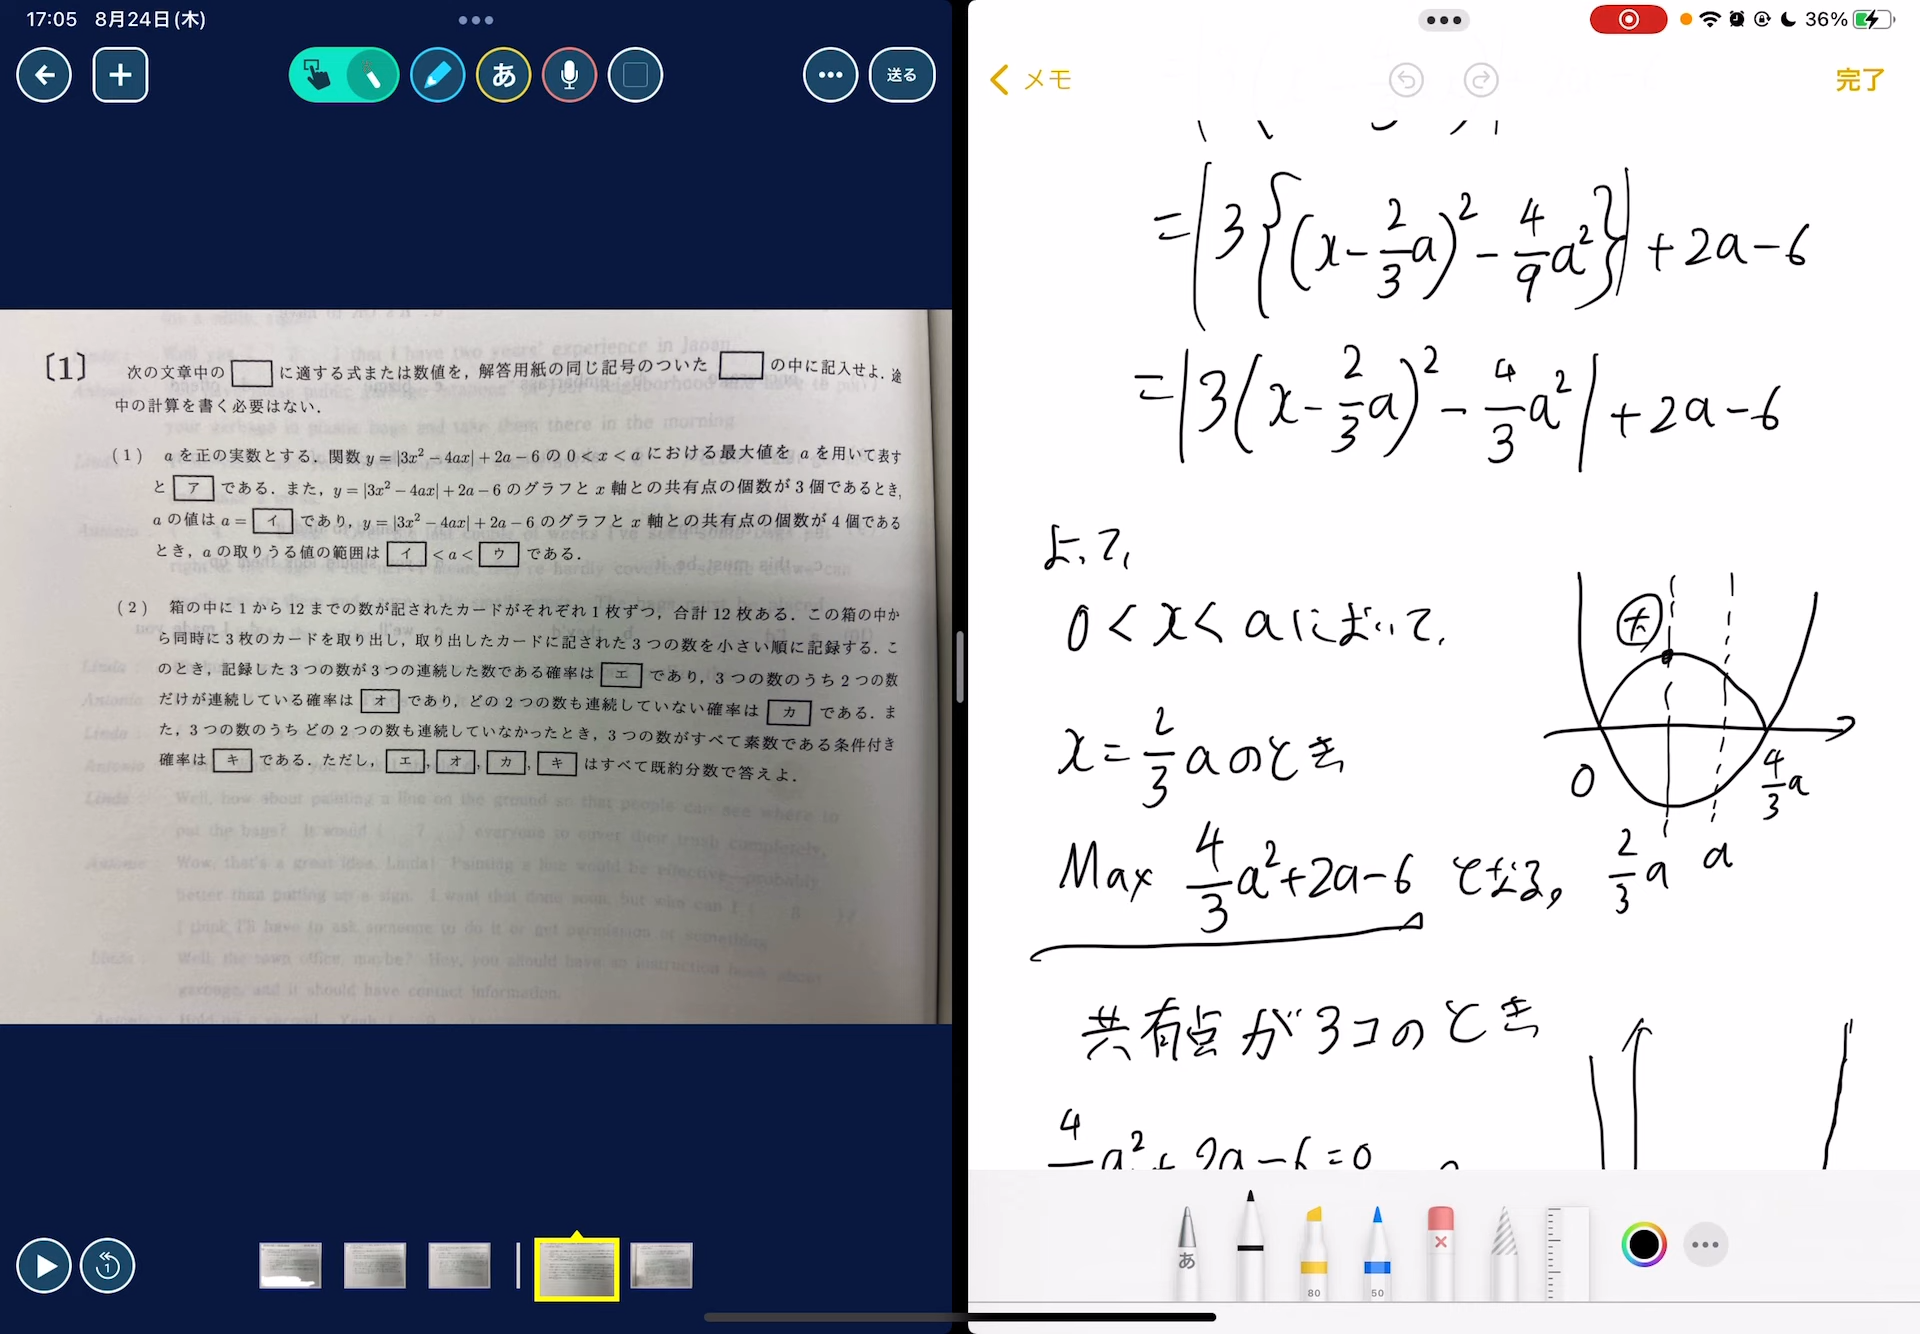 17:05 8月24日(木)
あ
送る
〔1〕 次の文章中の に適する式または数値を，解答用紙の同じ記号のついた の中に記入せよ．途
中の計算を書く必要はない．
(1) aを正の実数とする．関数 y = |3x² − 4ax| + 2a − 6 の 0 < x < a における最大値を a を用いて表す
と ア である．また，y = |3x² − 4ax| + 2a − 6 のグラフと x 軸との共有点の個数が 3 個であるとき，
a の値は a = イ であり，y = |3x² − 4ax| + 2a − 6 のグラフと x 軸との共有点の個数が 4 個である
とき，a の取りうる値の範囲は イ < a < ウ である．
(2) 箱の中に 1 から 12 までの数が記されたカードがそれぞれ 1 枚ずつ，合計 12 枚ある．この箱の中か
ら同時に 3 枚のカードを取り出し，取り出したカードに記された 3 つの数を小さい順に記録する．こ
のとき，記録した 3 つの数が 3 つの連続した数である確率は エ であり，3 つの数のうち 2 つの数
だけが連続している確率は オ であり，どの 2 つの数も連続していない確率は カ である．ま
た，3 つの数のうち どの 2 つの数も連続していなかったとき，3 つの数がすべて素数である条件付き
確率は キ である．ただし， エ ， オ ， カ ， キ はすべて既約分数で答えよ．
1
36%
メモ
完了
= |3{(x − 2/3 a)² − 4/9 a²}| + 2a − 6
= |3(x − 2/3 a)² − 4/3 a²| + 2a − 6
よって，
0 < x < a において，
x = 2/3 a のとき
Max 4/3 a² + 2a − 6 となる，
大
0
4/3 a
2/3 a
a
共有点が 3コのとき
4
a² + 2a − 6 = 0
あ
80
50